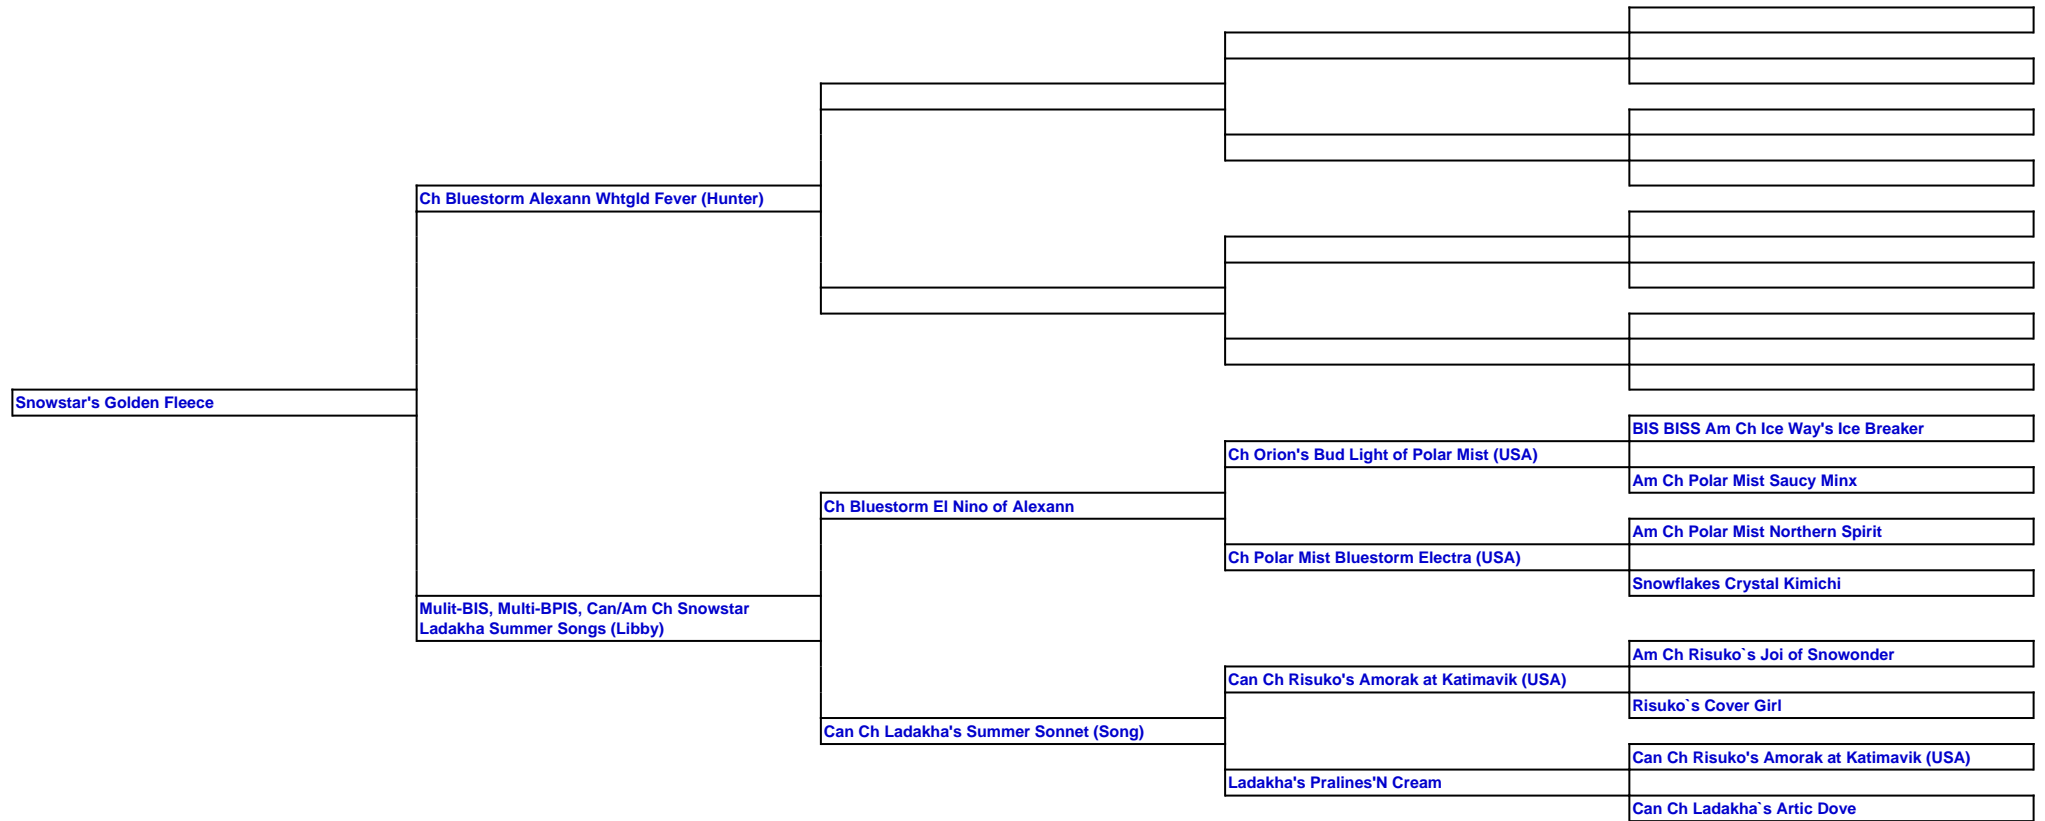 Ch Bluestorm Alexann Whtgld Fever (Hunter)
Snowstar's Golden Fleece
BIS BISS Am Ch Ice Way's Ice Breaker
Ch Orion's Bud Light of Polar Mist (USA)
Am Ch Polar Mist Saucy Minx
Ch Bluestorm El Nino of Alexann
Am Ch Polar Mist Northern Spirit
Ch Polar Mist Bluestorm Electra (USA)
Snowflakes Crystal Kimichi
Mulit-BIS, Multi-BPIS, Can/Am Ch Snowstar
Ladakha Summer Songs (Libby)
Am Ch Risuko`s Joi of Snowonder
Can Ch Risuko's Amorak at Katimavik (USA)
Risuko`s Cover Girl
Can Ch Ladakha's Summer Sonnet (Song)
Can Ch Risuko's Amorak at Katimavik (USA)
Ladakha's Pralines'N Cream
Can Ch Ladakha`s Artic Dove